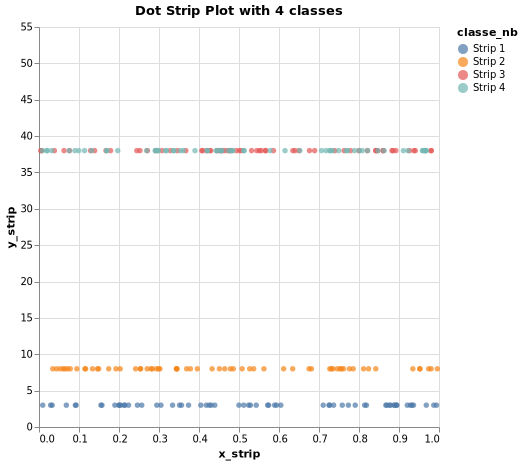 Dot Strip Plot with 4 classes
classe_nb
Strip 1
Strip 2
Strip 3
Strip 4
y_strip
55
50
45
40
35
30
25
20
15
10
5
0
0.0 0.1 0.2 0.3 0.4 0.5 0.6 0.7 0.8 0.9 1.0
x_strip